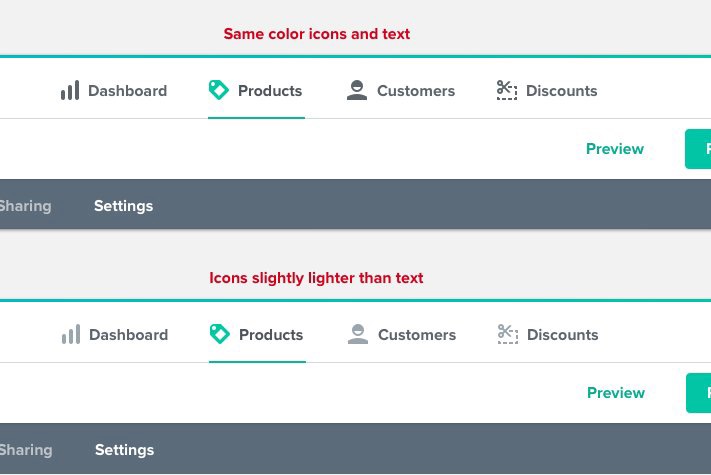 Same color icons and text
Dashboard Products Customers Discounts
Preview
Sharing Settings
Icons slightly lighter than text
Dashboard Products Customers Discounts
Preview
Sharing Settings